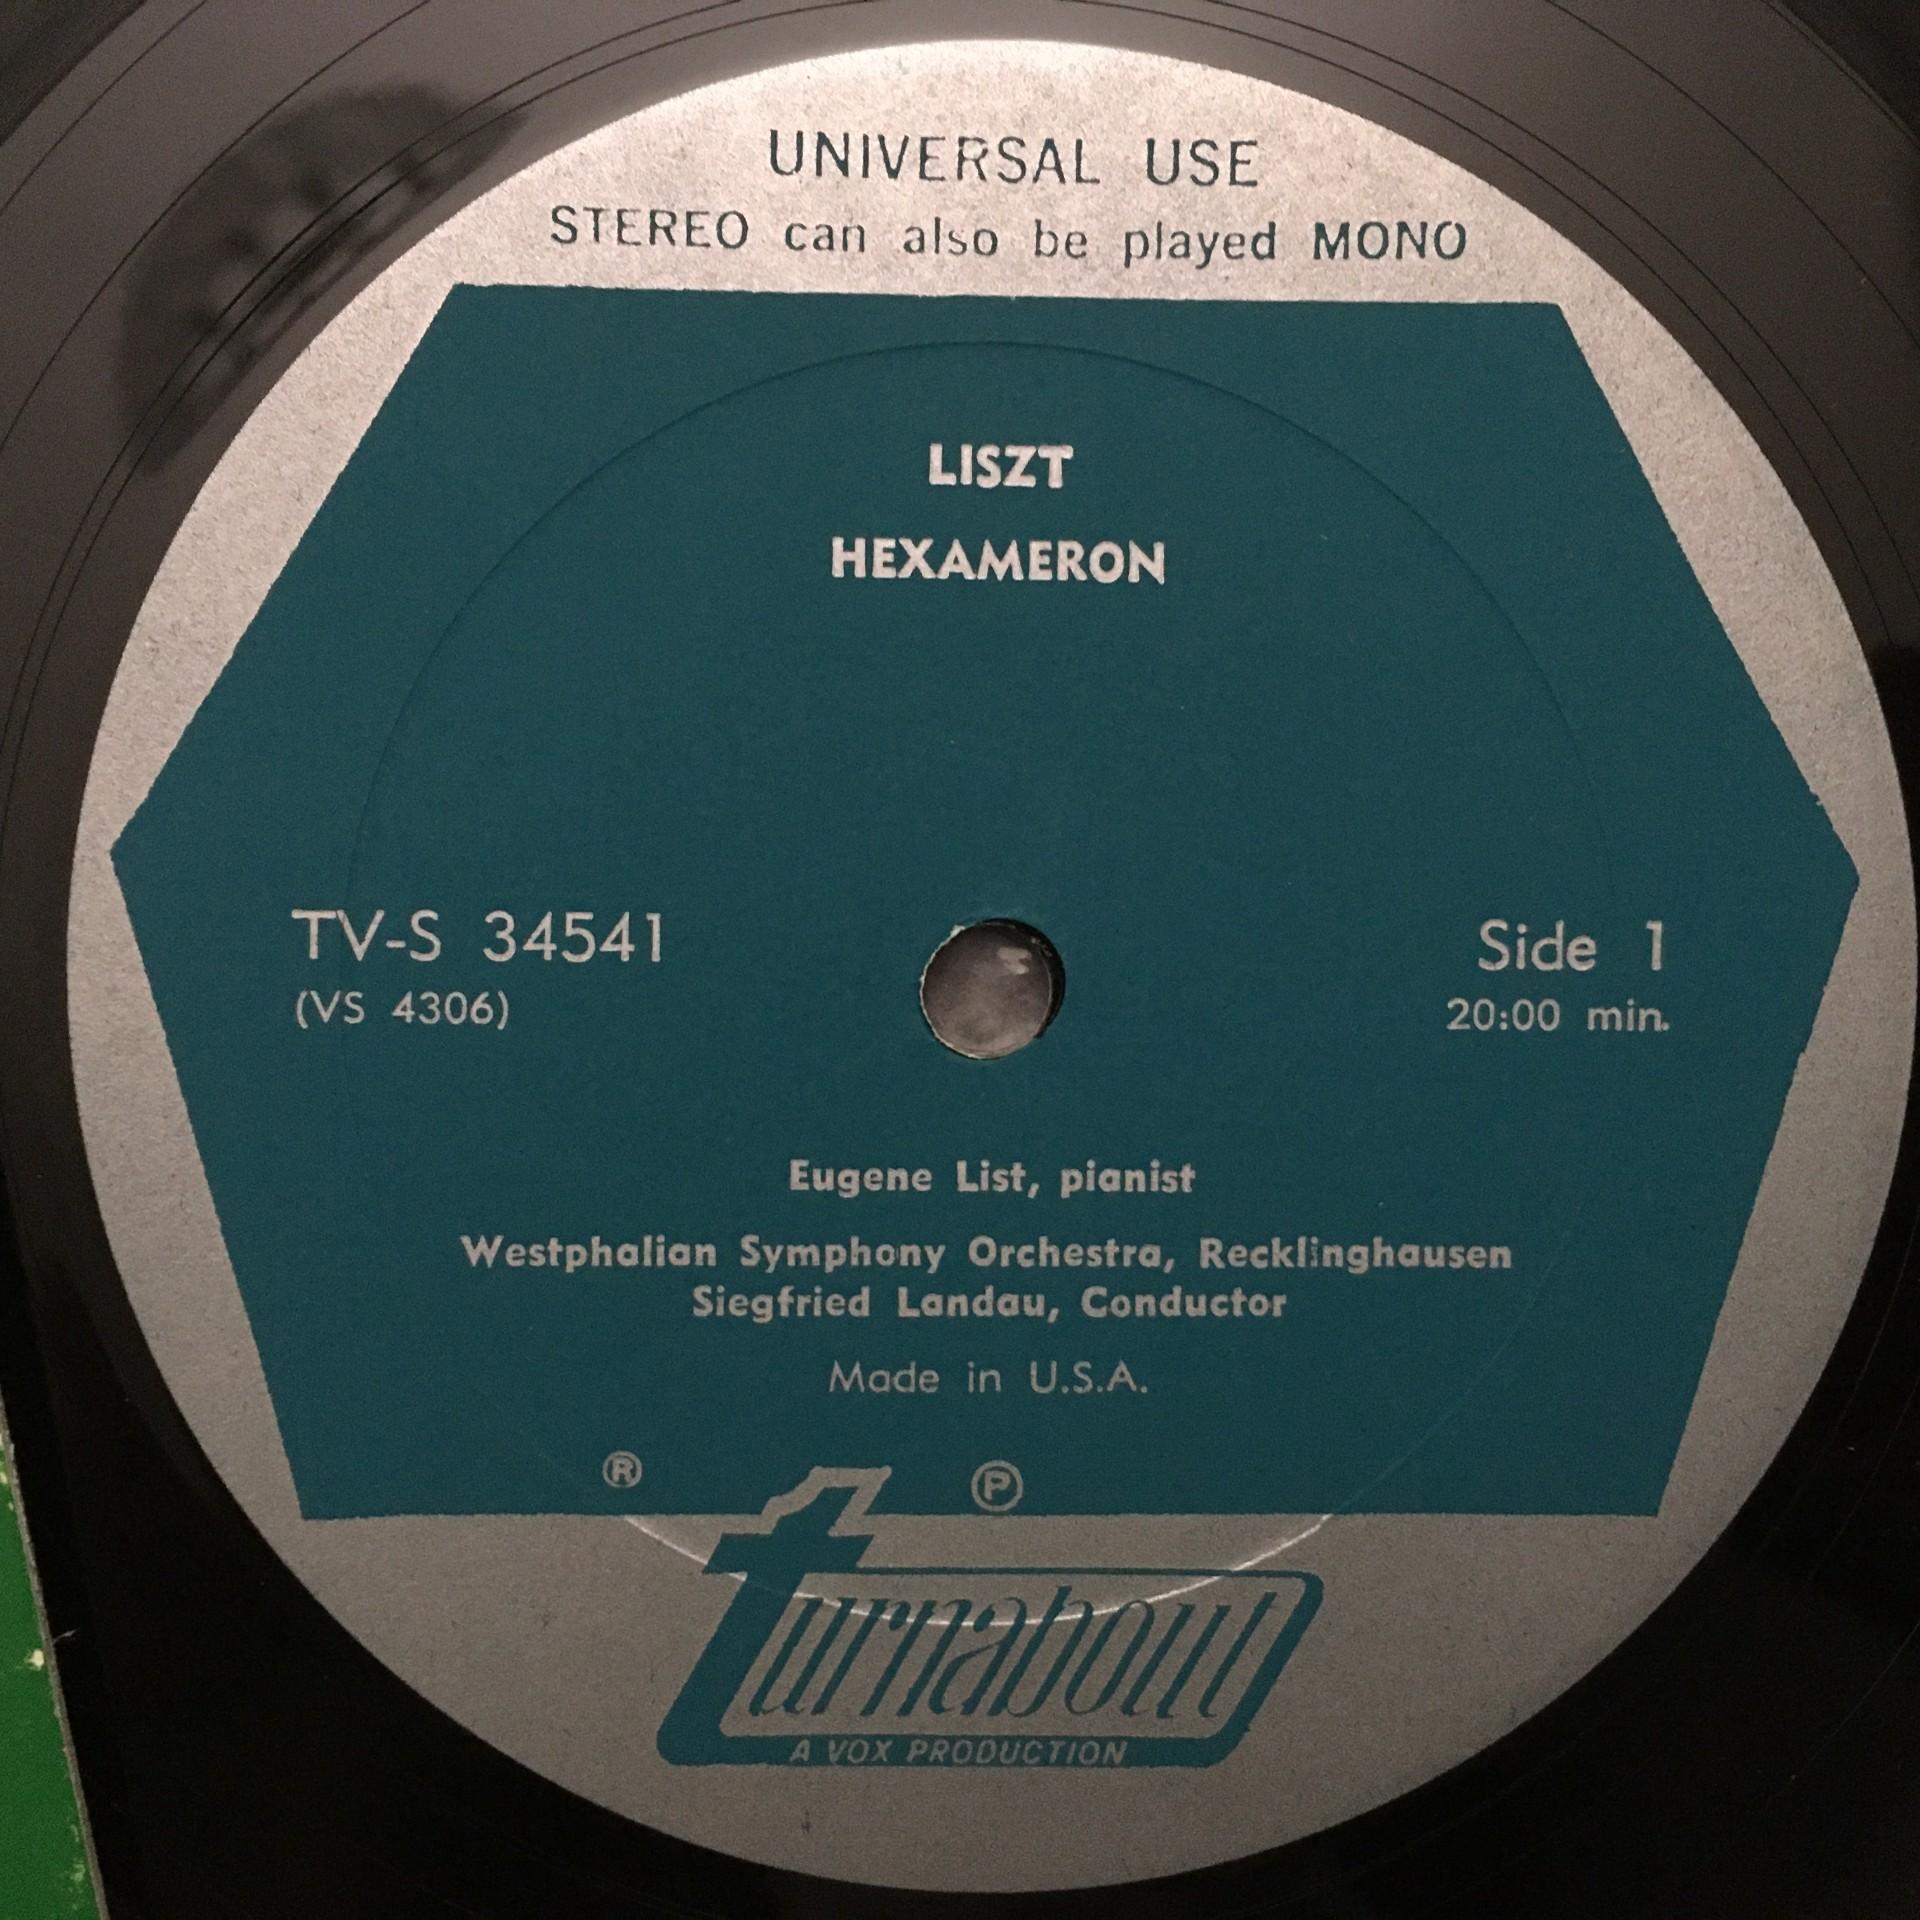 UNIVERSAL USE
STEREO can also be played MONO
LISZT
HEXAMERON
TV-S 34541
(VS 4306)
Side 1
20:00 min.
Eugene List, pianist
Westphalian Symphony Orchestra, Recklinghausen
Siegfried Landau, Conductor
Made in U.S.A.
® ℗
turnabout
A VOX PRODUCTION